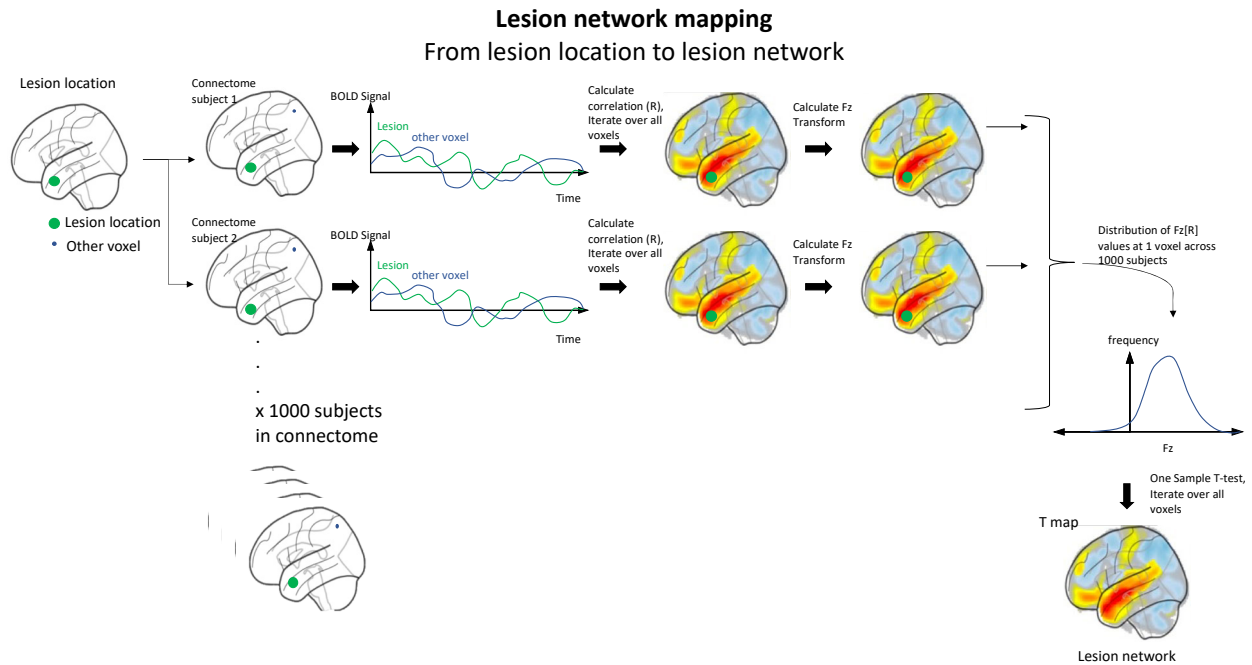 Lesion network mapping
From lesion location to lesion network
Lesion location
Lesion location
Other voxel
Connectome
subject 1
BOLD Signal
Lesion
other voxel
Time
Calculate
correlation (R),
Iterate over all
voxels
Calculate Fz
Transform
Connectome
subject 2
BOLD Signal
Lesion
other voxel
Time
Calculate
correlation (R),
Iterate over all
voxels
Calculate Fz
Transform
.
.
.
x 1000 subjects
in connectome
Distribution of Fz[R]
values at 1 voxel across
1000 subjects
frequency
Fz
One Sample T-test,
Iterate over all
voxels
T map
Lesion network